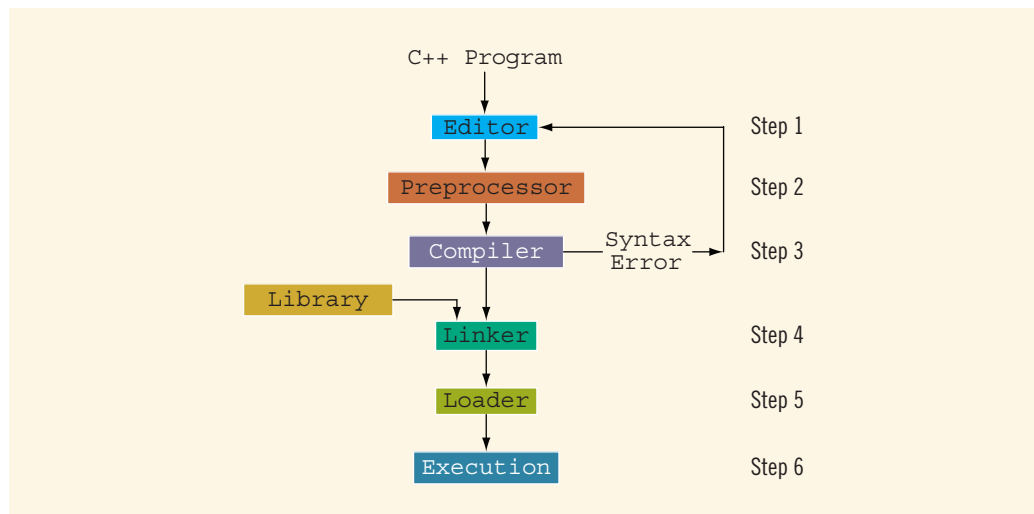 C++ Program
Editor
Step 1
Preprocessor
Step 2
Compiler
Syntax
Error
Step 3
Library
Linker
Step 4
Loader
Step 5
Execution
Step 6